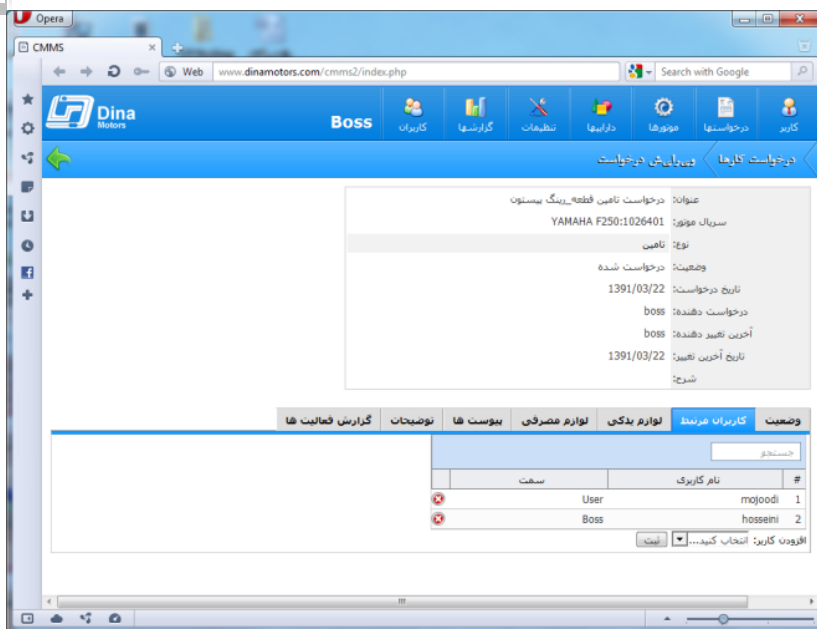 Opera
CMMS
Web www.dinamotors.com/cmms2/index.php Search with Google
Dina
Motors
Boss
کاربر درخواستها موتورها داراییها تنظیمات گزارشها کاربران
درخواست کارها ویرایش درخواست
عنوان: درخواست تامین قطعه_رینگ پیستون
سریال موتور: YAMAHA F250:1026401
نوع: تامین
وضعیت: درخواست شده
تاریخ درخواست: 1391/03/22
درخواست دهنده: boss
آخرین تغییر دهنده: boss
تاریخ آخرین تغییر: 1391/03/22
شرح:
وضعیت کاربران مرتبط لوازم یدکی لوازم مصرفی پیوست ها توضیحات گزارش فعالیت ها
جستجو
# نام کاربری سمت
1 mojoodi User
2 hosseini Boss
افزودن کاربر: انتخاب کنید... ثبت